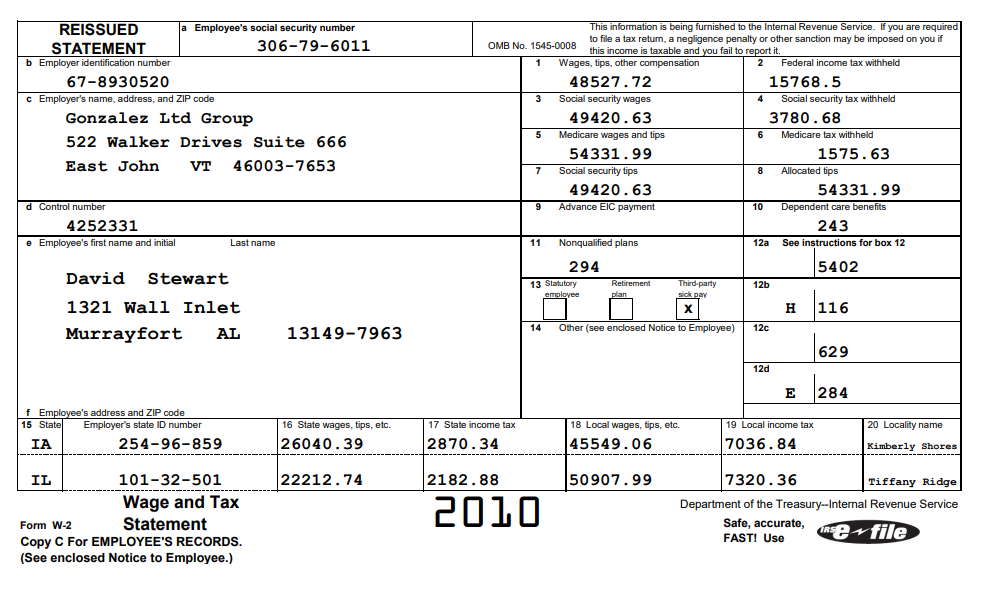 REISSUED STATEMENT
a Employee's social security number
306-79-6011
OMB No. 1545-0008
This information is being furnished to the Internal Revenue Service. If you are required
to file a tax return, a negligence penalty or other sanction may be imposed on you if
this income is taxable and you fail to report it.
b Employer identification number
67-8930520
1 Wages, tips, other compensation
48527.72
2 Federal income tax withheld
15768.5
c Employer's name, address, and ZIP code
Gonzalez Ltd Group
522 Walker Drives Suite 666
East John VT 46003-7653
3 Social security wages
49420.63
4 Social security tax withheld
3780.68
5 Medicare wages and tips
54331.99
6 Medicare tax withheld
1575.63
7 Social security tips
49420.63
8 Allocated tips
54331.99
d Control number
4252331
9 Advance EIC payment
10 Dependent care benefits
243
e Employee's first name and initial Last name
David Stewart
1321 Wall Inlet
Murrayfort AL 13149-7963
f Employee's address and ZIP code
11 Nonqualified plans
294
12a See instructions for box 12
5402
13 Statutory employee
Retirement plan
Third-party sick pay
X
12b
H 116
14 Other (see enclosed Notice to Employee)
12c
629
12d
E 284
15 State Employer's state ID number 16 State wages, tips, etc. 17 State income tax 18 Local wages, tips, etc. 19 Local income tax 20 Locality name
IA 254-96-859 26040.39 2870.34 45549.06 7036.84 Kimberly Shores
IL 101-32-501 22212.74 2182.88 50907.99 7320.36 Tiffany Ridge
Form W-2
Wage and Tax
Statement
2010
Department of the Treasury--Internal Revenue Service
Copy C For EMPLOYEE'S RECORDS.
(See enclosed Notice to Employee.)
Safe, accurate,
FAST! Use
IRS e-file